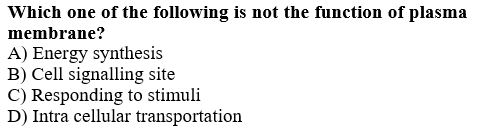 Which one of the following is not the function of plasma
membrane?
A) Energy synthesis
B) Cell signalling site
C) Responding to stimuli
D) Intra cellular transportation